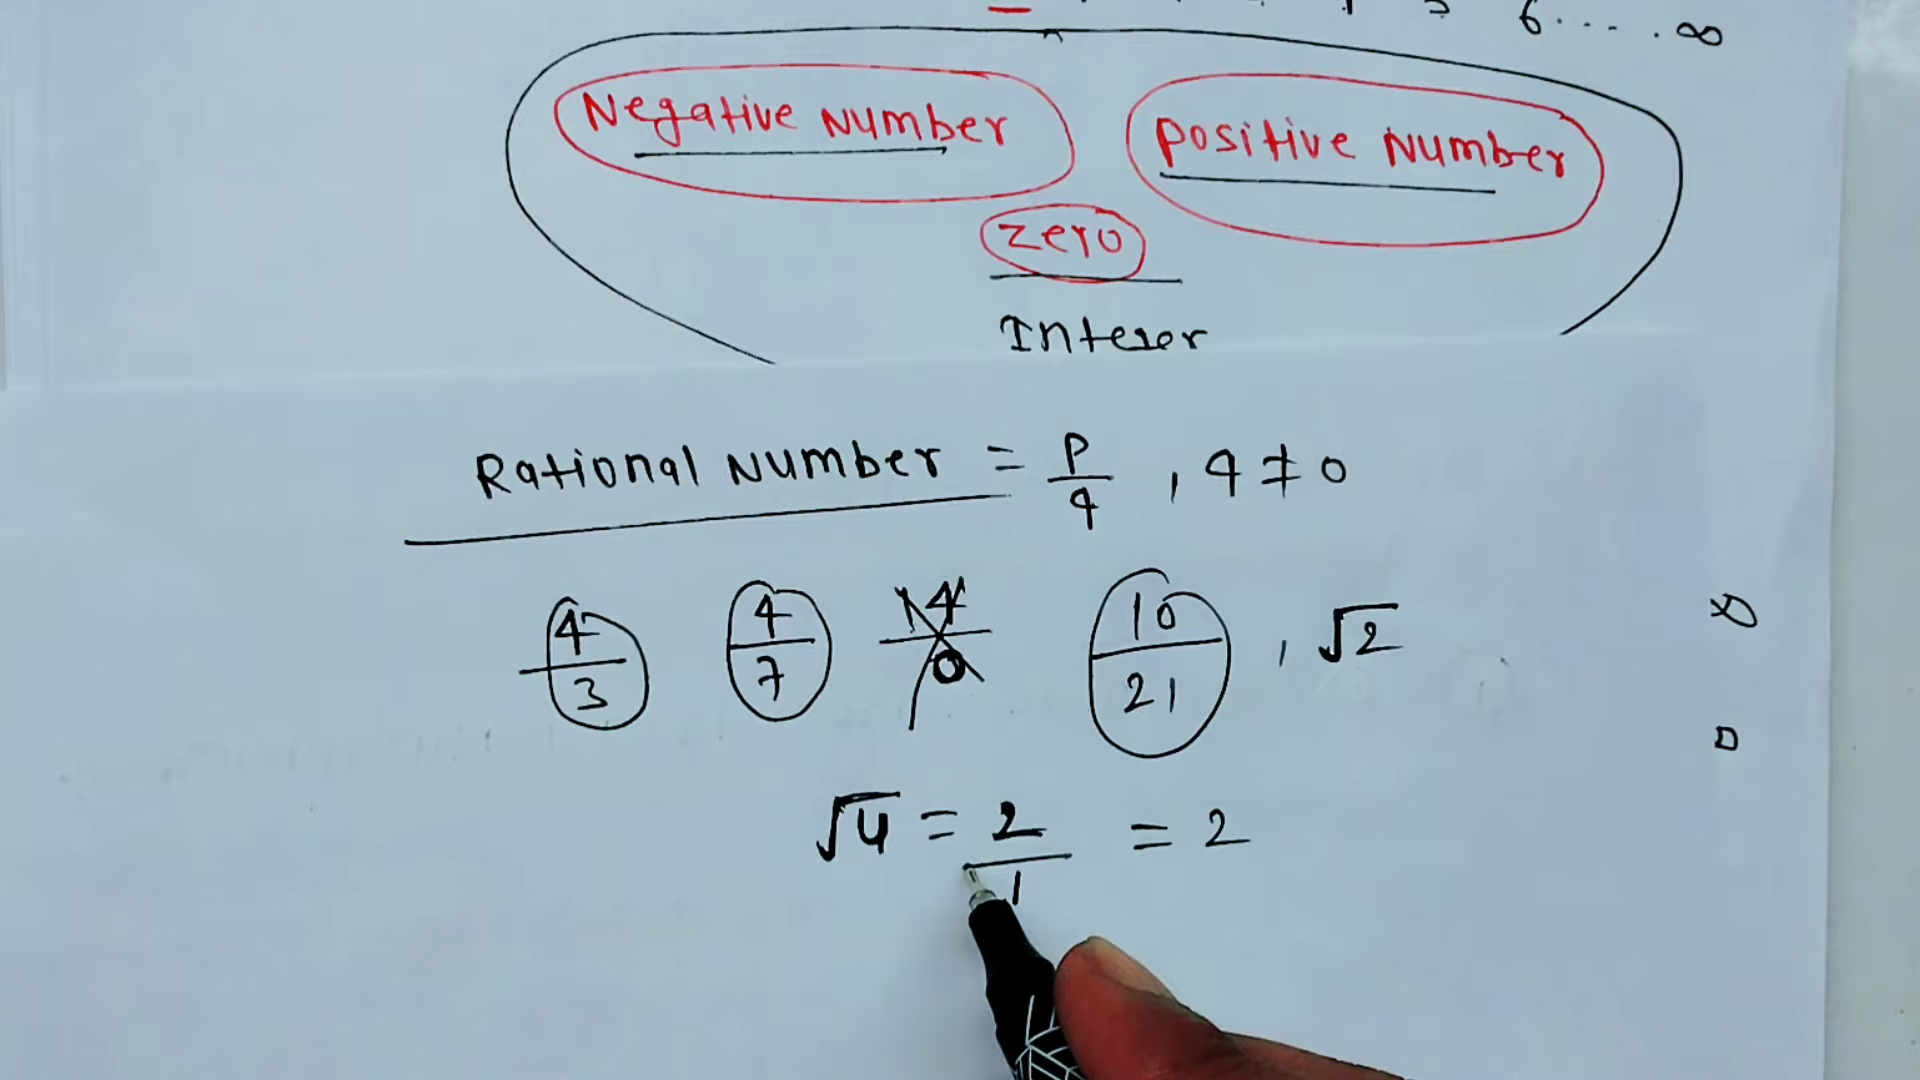 6.... . ∞
Negative Number
Positive Number
Zero
Interer
Rational Number = p/q , q ≠ 0
4/3 4/7 14/0 10/21 , √2
√4 = 2/1 = 2